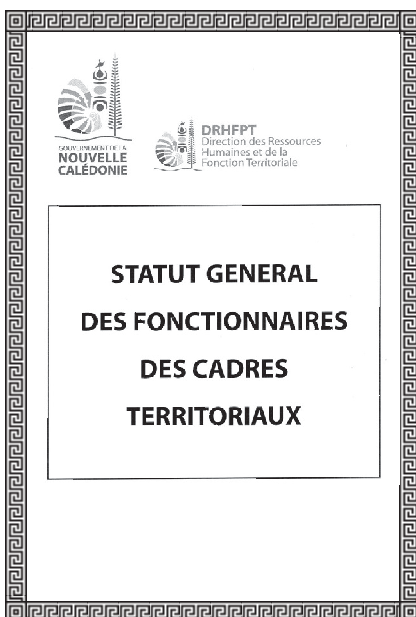 GOUVERNEMENT DE LA
NOUVELLE
CALÉDONIE
DRHFPT
Direction des Ressources
Humaines et de la
Fonction Territoriale
STATUT GENERAL
DES FONCTIONNAIRES
DES CADRES
TERRITORIAUX